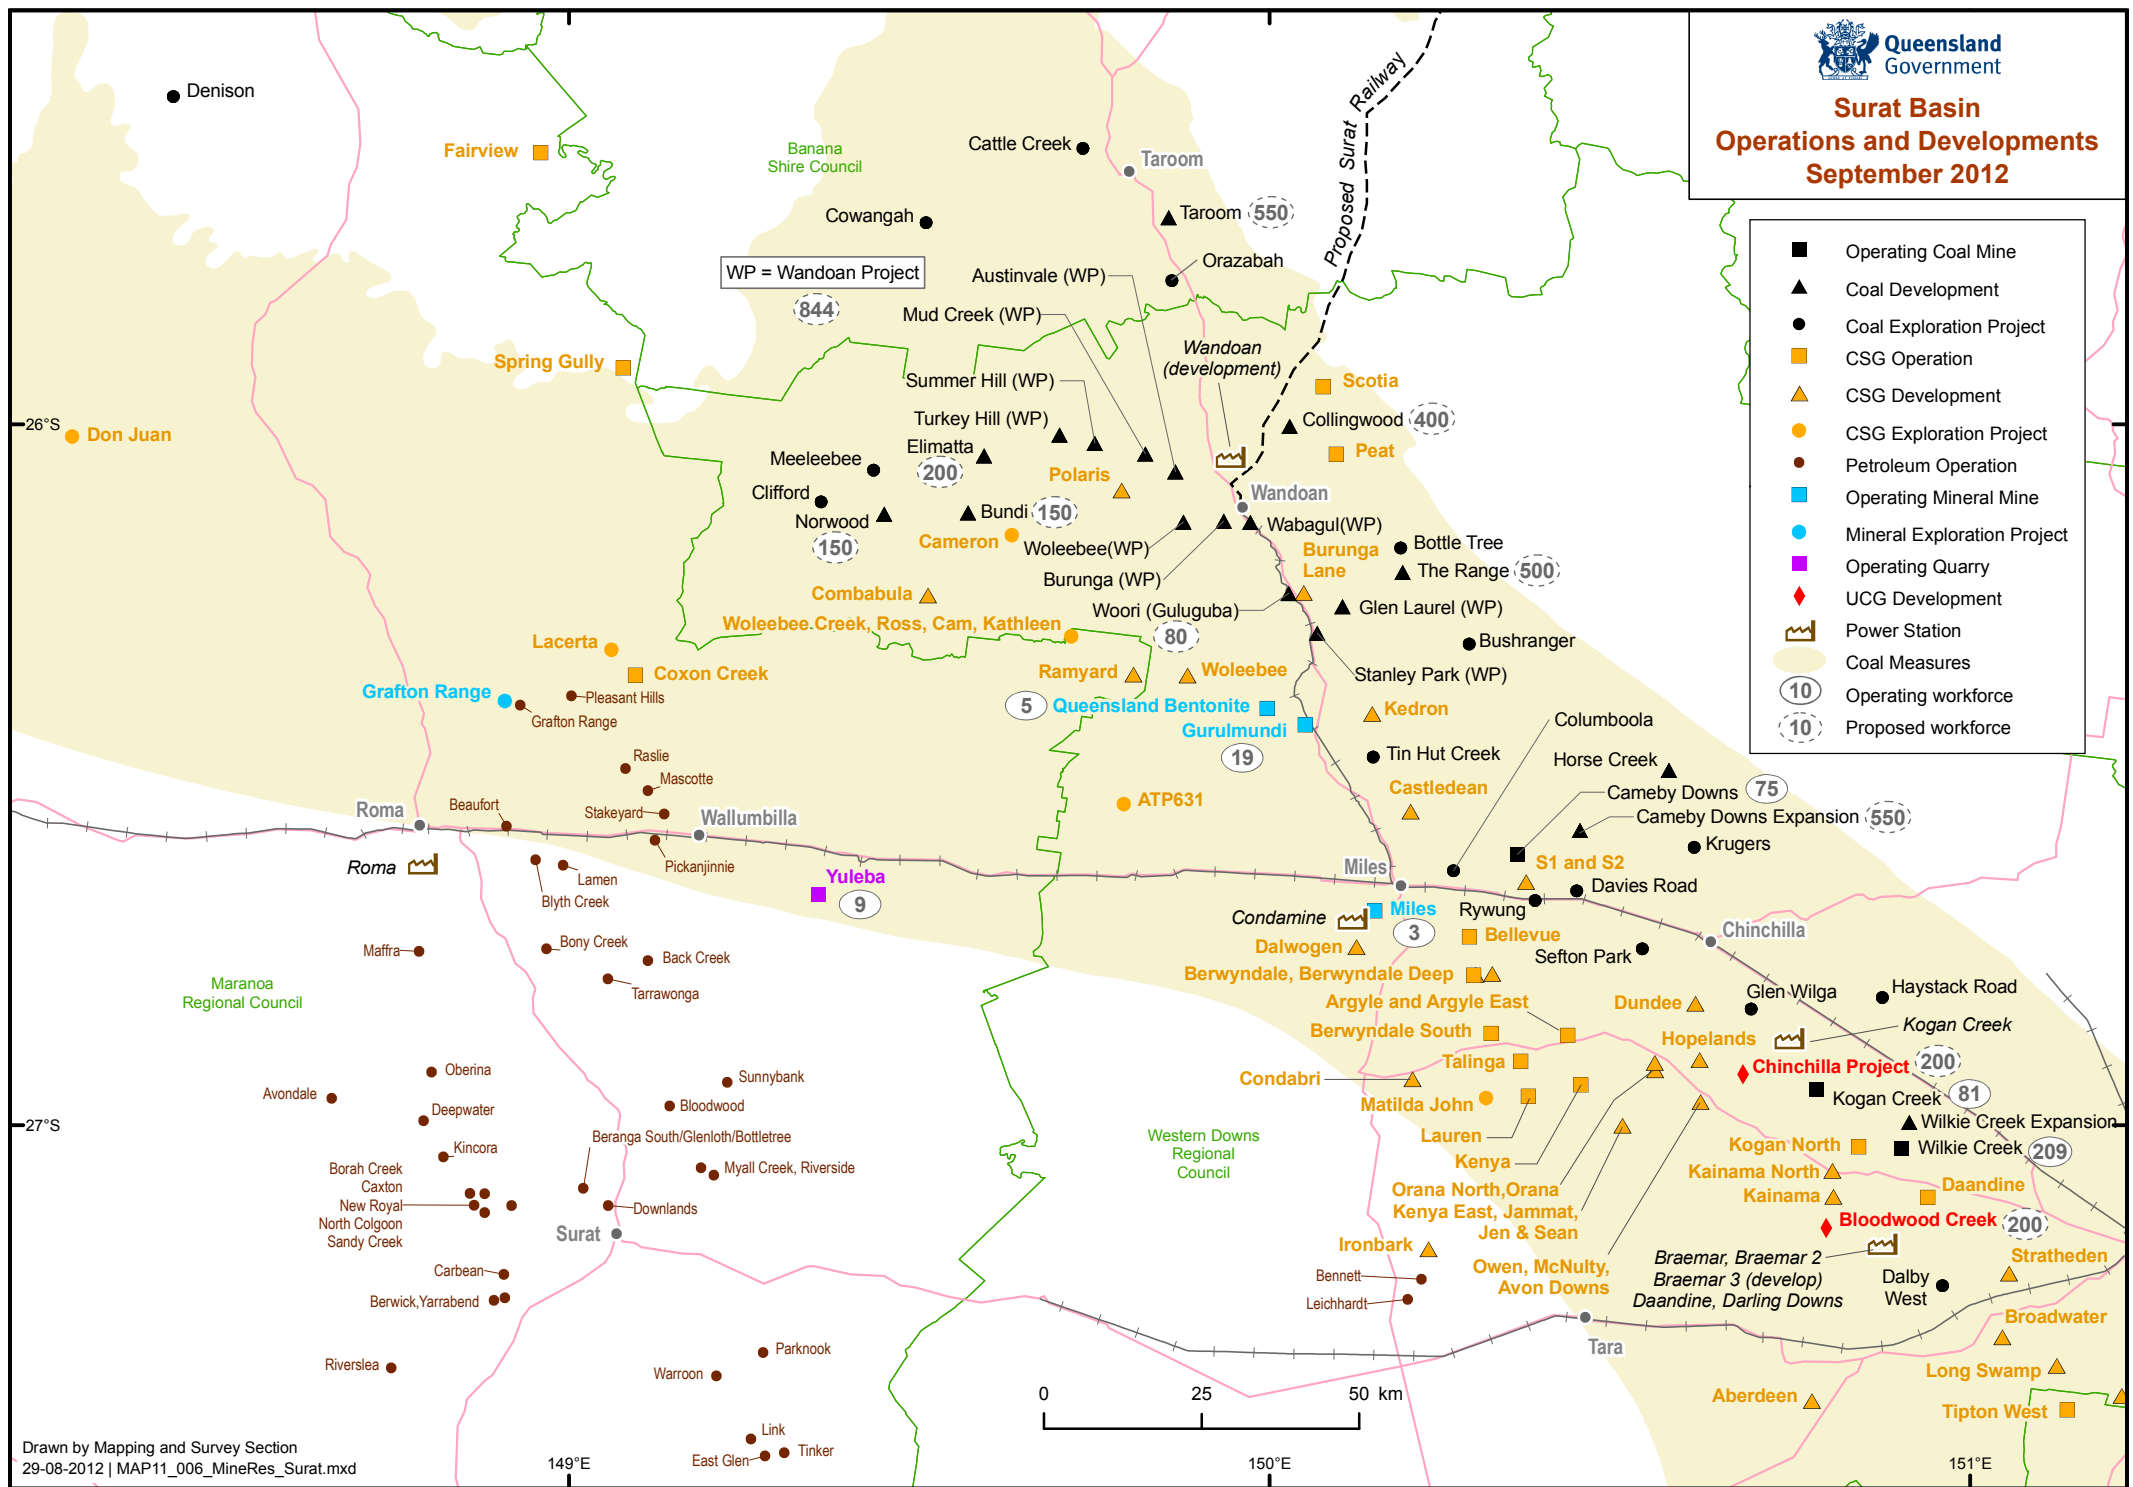 Queensland
Government
Surat Basin
Operations and Developments
September 2012
Operating Coal Mine
Coal Development
Coal Exploration Project
CSG Operation
CSG Development
CSG Exploration Project
Petroleum Operation
Operating Mineral Mine
Mineral Exploration Project
Operating Quarry
UCG Development
Power Station
Coal Measures
10 Operating workforce
10 Proposed workforce
Denison
Fairview
Banana
Shire Council
Cattle Creek
Taroom
Proposed Surat Railway
Cowangah
Taroom 550
WP = Wandoan Project
844
Austinvale (WP)
Orazabah
Mud Creek (WP)
Wandoan
(development)
Spring Gully
Summer Hill (WP)
Scotia
26°S
Don Juan
Turkey Hill (WP)
Collingwood 400
Elimatta
200
Meeleebee
Peat
Polaris
Clifford
Wandoan
Norwood
150
Bundi 150
Cameron
Woleebee(WP)
Wabagul(WP)
Burunga
Lane
Bottle Tree
The Range 500
Burunga (WP)
Combabula
Woori (Guluguba)
Glen Laurel (WP)
Woleebee Creek, Ross, Cam, Kathleen
80
Bushranger
Lacerta
Coxon Creek
Ramyard
Woleebee
Stanley Park (WP)
Grafton Range
Pleasant Hills
Grafton Range
5 Queensland Bentonite
Gurulmundi
19
Kedron
Columboola
Raslie
Mascotte
Tin Hut Creek
Horse Creek
Cameby Downs 75
Castledean
Cameby Downs Expansion 550
ATP631
Roma
Beaufort
Stakeyard
Wallumbilla
Krugers
Roma
Pickanjinnie
Lamen
Blyth Creek
Yuleba
9
Miles
S1 and S2
Davies Road
Rywung
Condamine
Miles
3
Chinchilla
Maffra
Bony Creek
Back Creek
Tarrawonga
Dalwogen
Bellevue
Sefton Park
Maranoa
Regional Council
Berwyndale, Berwyndale Deep
Argyle and Argyle East
Dundee
Glen Wilga
Haystack Road
Berwyndale South
Hopelands
Kogan Creek
Talinga
Chinchilla Project 200
Oberina
Sunnybank
Condabri
Avondale
Bloodwood
Matilda John
Kogan Creek 81
Deepwater
Wilkie Creek Expansion
27°S
Beranga South/Glenloth/Bottletree
Western Downs
Regional
Council
Lauren
Kogan North
Wilkie Creek 209
Kincora
Kenya
Kainama North
Borah Creek
Caxton
New Royal
North Colgoon
Sandy Creek
Myall Creek, Riverside
Orana North,Orana
Kenya East, Jammat,
Jen & Sean
Kainama
Daandine
Downlands
Surat
Bloodwood Creek 200
Ironbark
Owen, McNulty,
Avon Downs
Braemar, Braemar 2
Braemar 3 (develop)
Daandine, Darling Downs
Stratheden
Carbean
Bennett
Dalby
West
Berwick,Yarrabend
Leichhardt
Broadwater
Tara
Riverslea
Parknook
Warroon
Long Swamp
Aberdeen
Tipton West
0 25 50 km
Link
East Glen
Tinker
Drawn by Mapping and Survey Section
29-08-2012 | MAP11_006_MineRes_Surat.mxd
149°E
150°E
151°E